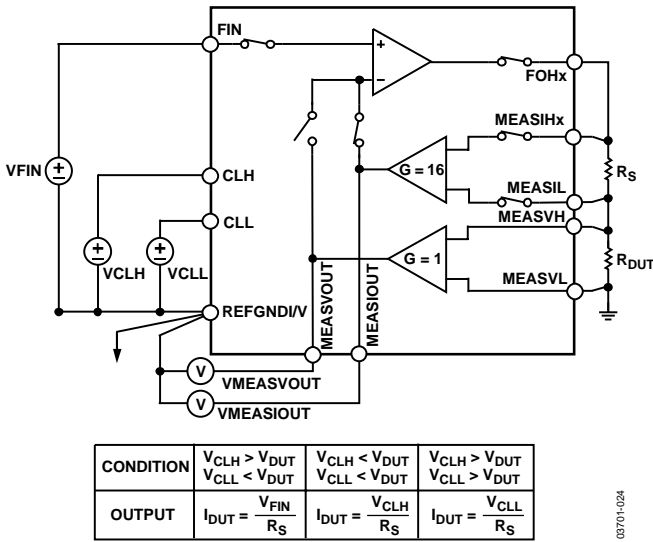 FIN
+
–
FOHx
MEASIHx
VFIN
±
G = 16
RS
CLH
MEASIL
MEASVH
CLL
±
VCLH
±
VCLL
G = 1
RDUT
MEASVL
REFGNDI/V
MEASVOUT
MEASIOUT
V
VMEASVOUT
V
VMEASIOUT
CONDITION
VCLH > VDUT
VCLL < VDUT
VCLH < VDUT
VCLL < VDUT
VCLH > VDUT
VCLL > VDUT
OUTPUT
IDUT = VFIN / RS
IDUT = VCLH / RS
IDUT = VCLL / RS
03701-024